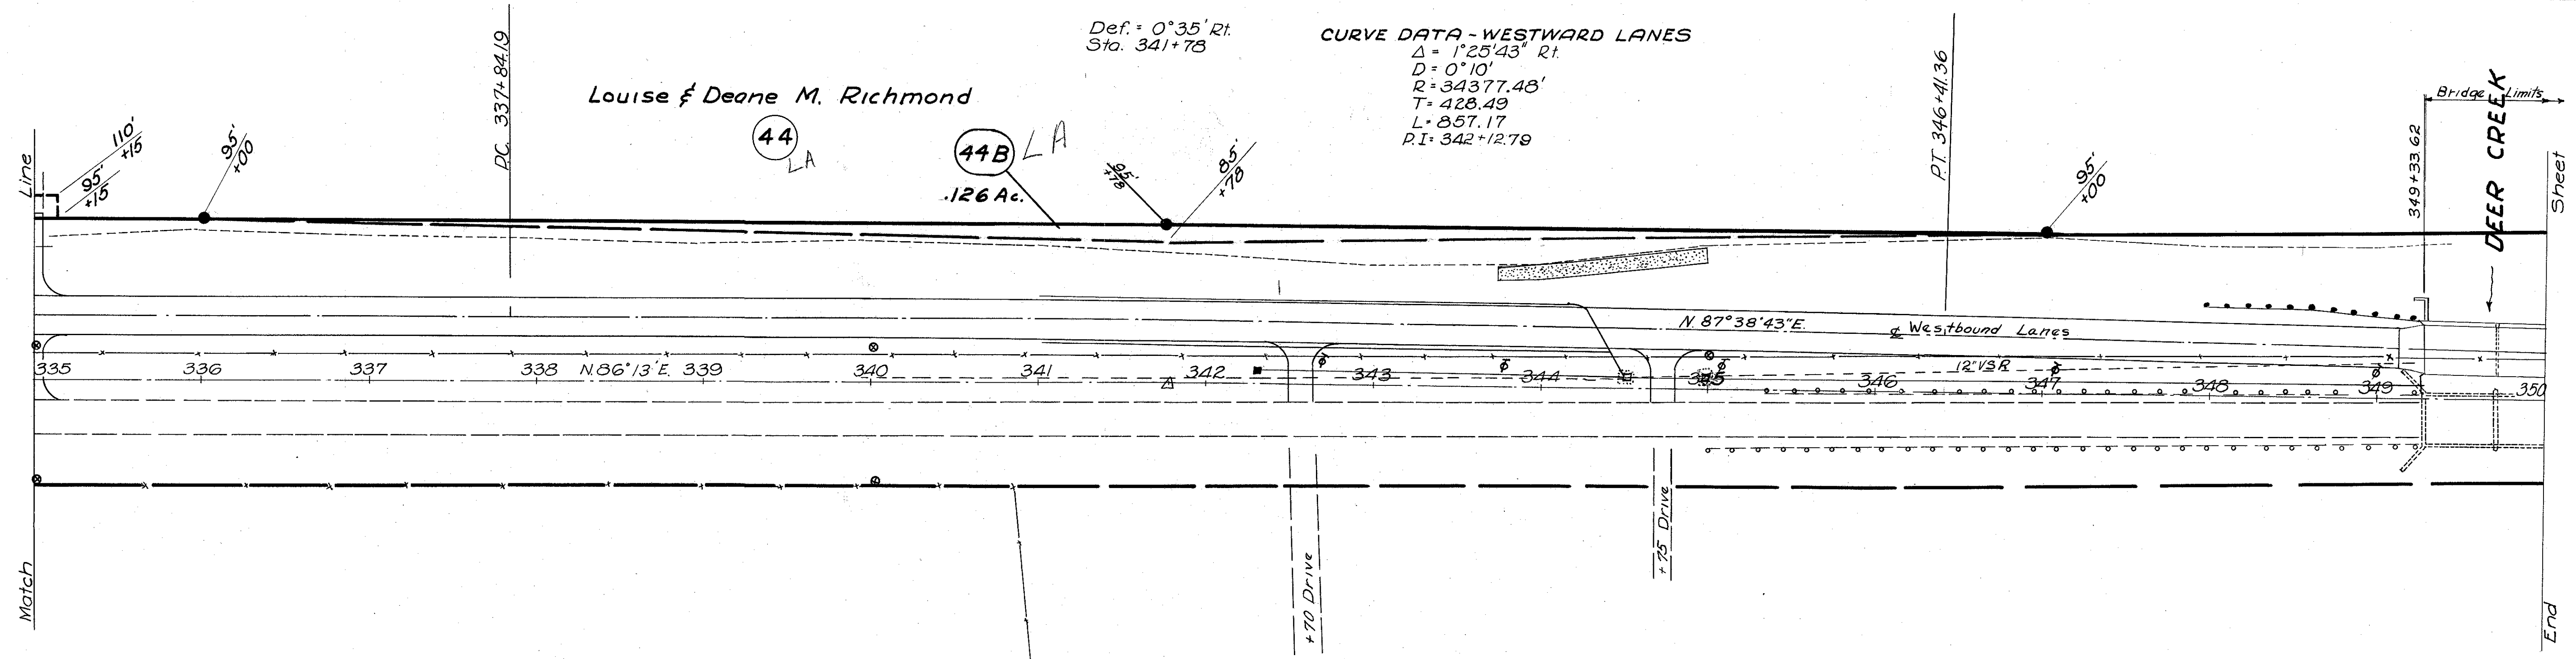 Def. = 0°35' Rt.
Sta. 341+78
CURVE DATA - WESTWARD LANES
Δ = 1°25'43" Rt.
D = 0°10'
R = 34377.48'
T = 428.49
L = 857.17
P.I = 342+12.79
P.C. 337+84.19
Louise & Deane M. Richmond
44
LA
44B LA
.126 Ac.
110'
+15
95'
+15
95'
+00
95'
+78
85'
+78
P.T. 346+41.36
95'
+00
349+33.62
Bridge Limits
DEER CREEK
Line
Match
Sheet
End
N. 87°38'43"E.
℄ Westbound Lanes
335 336 337 338 N.86°13'E. 339 340 341 342 343 344 345 346 347 348 349 350
12" VSR
+70 Drive
+75 Drive